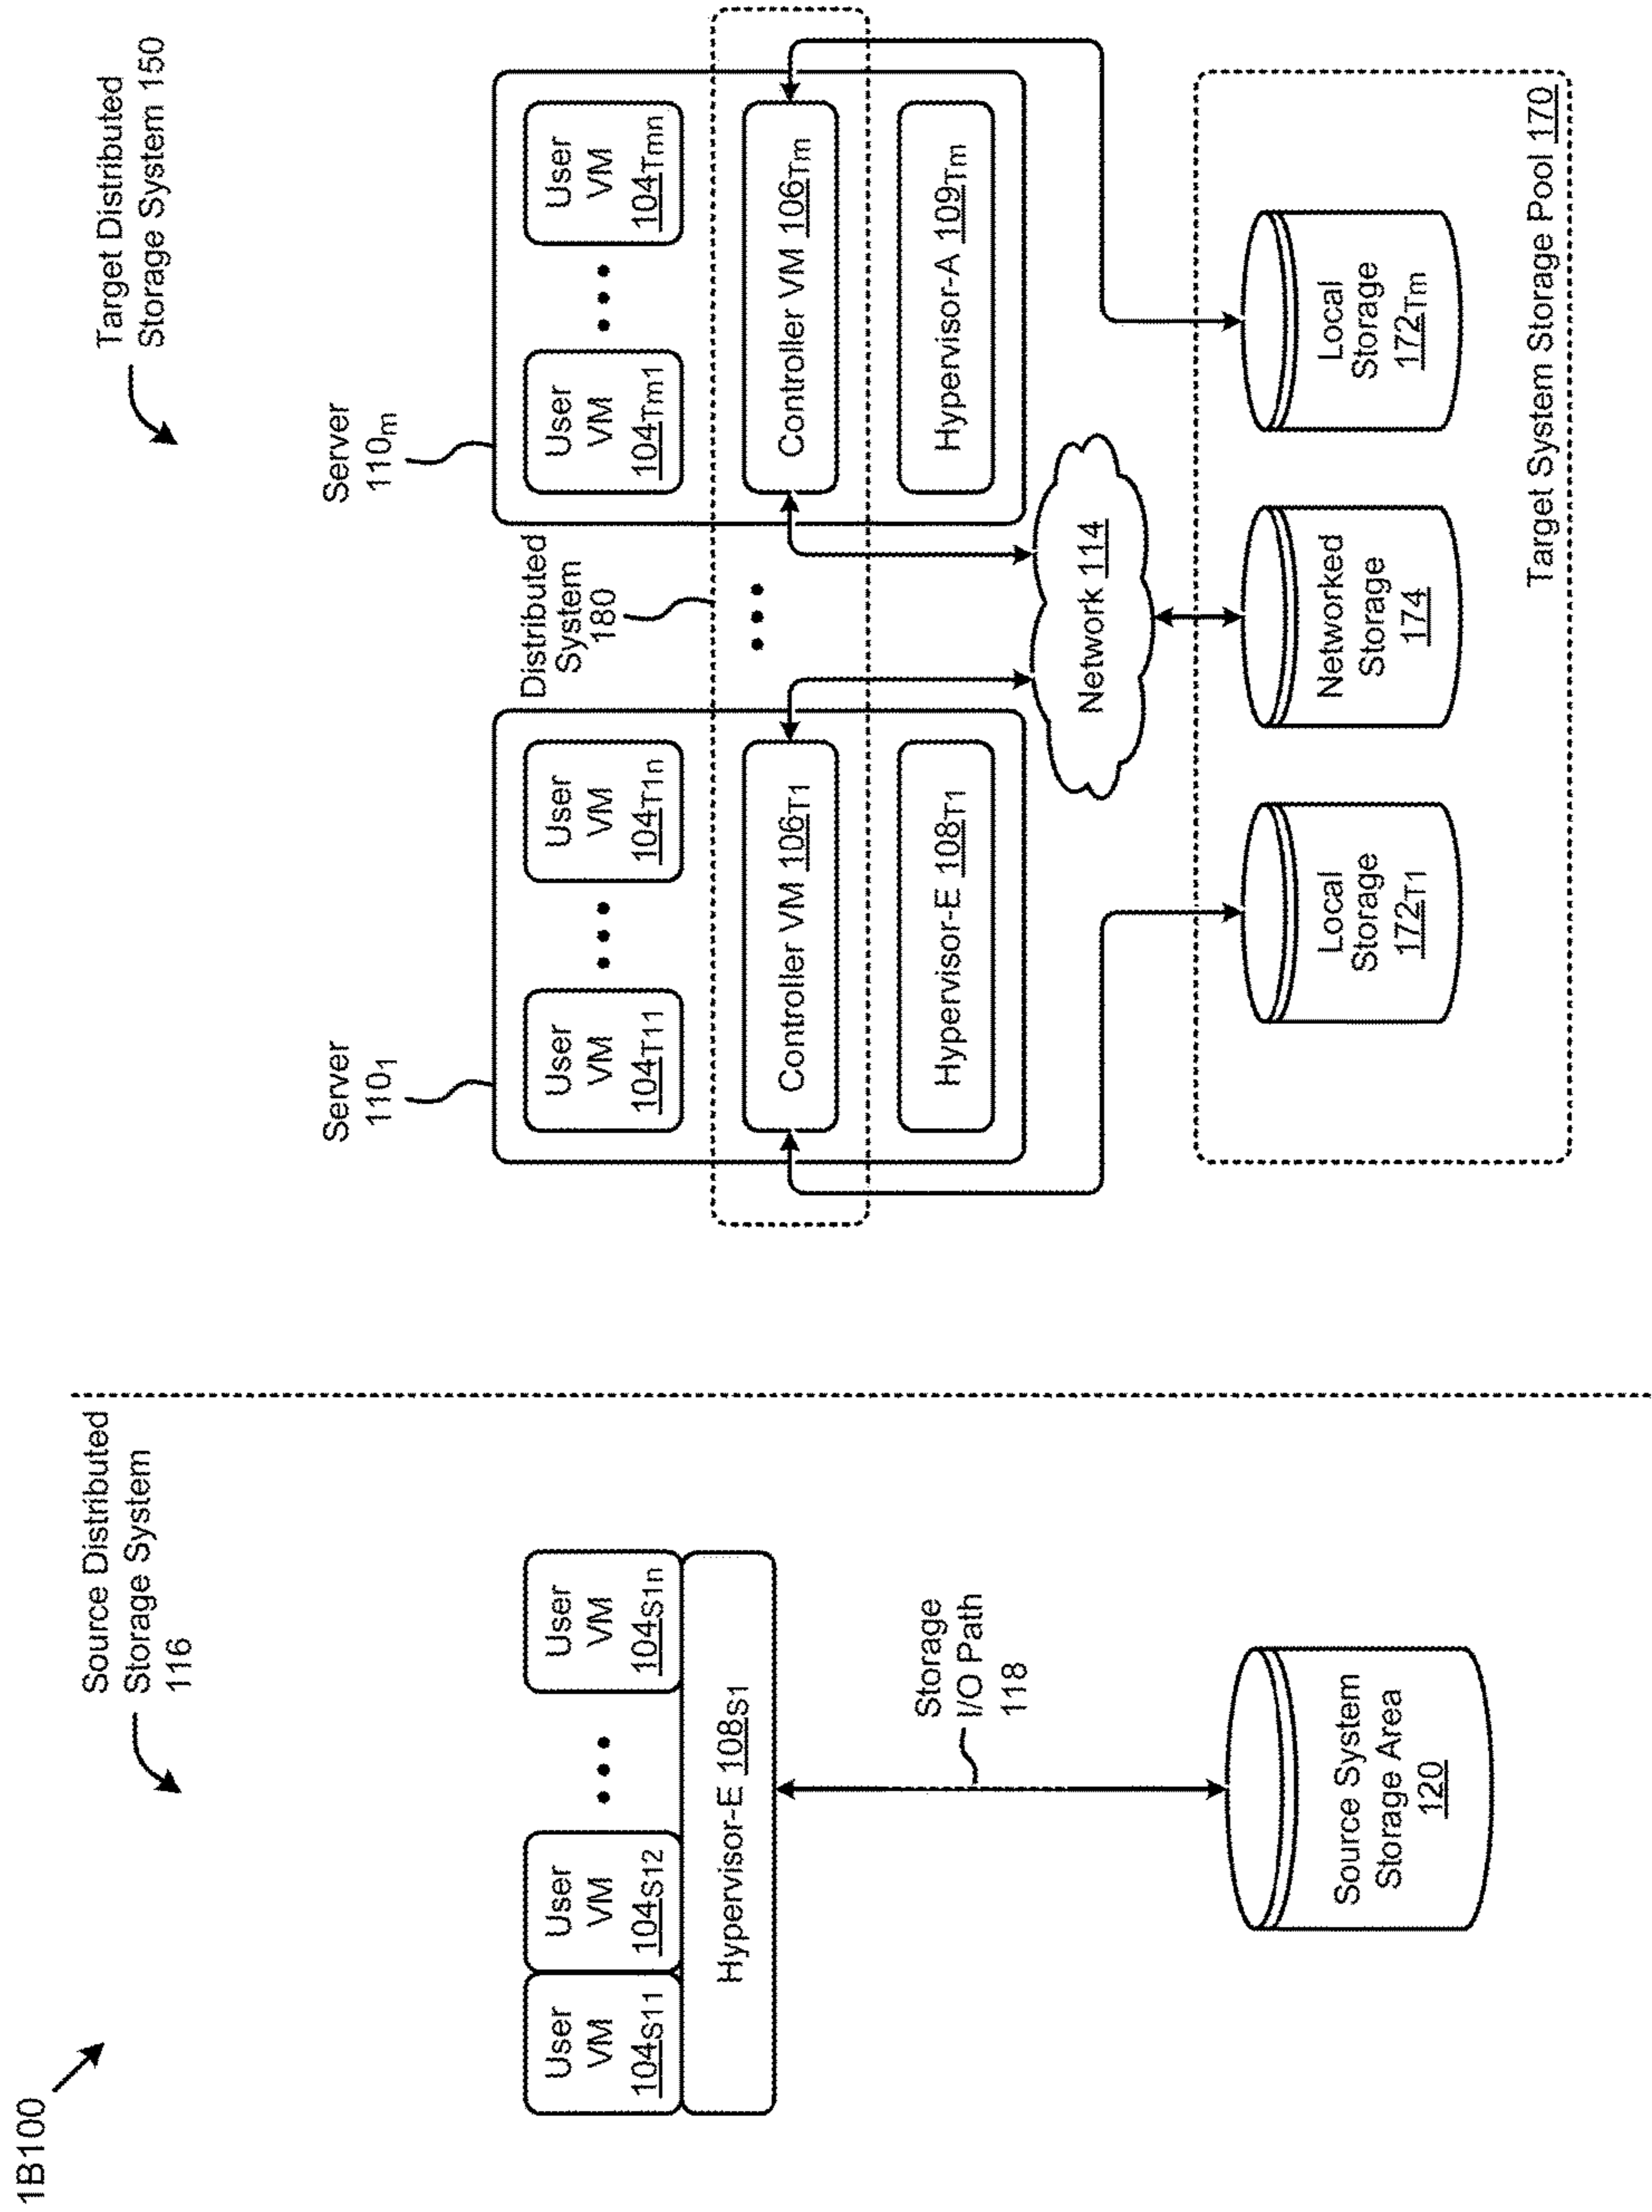 1B100
Source Distributed
Storage System
116
User
VM
104S11
User
VM
104S12
User
VM
104S1n
Hypervisor-E 108S1
Storage
I/O Path
118
Source System
Storage Area
120
Target Distributed
Storage System 150
Server
1101
Server
110m
User
VM
104T11
User
VM
104T1n
Distributed
System
180
User
VM
104Tm1
User
VM
104Tmn
Controller VM 106T1
Controller VM 106Tm
Hypervisor-E 108T1
Hypervisor-A 109Tm
Network 114
Local
Storage
172T1
Networked
Storage
174
Local
Storage
172Tm
Target System Storage Pool 170